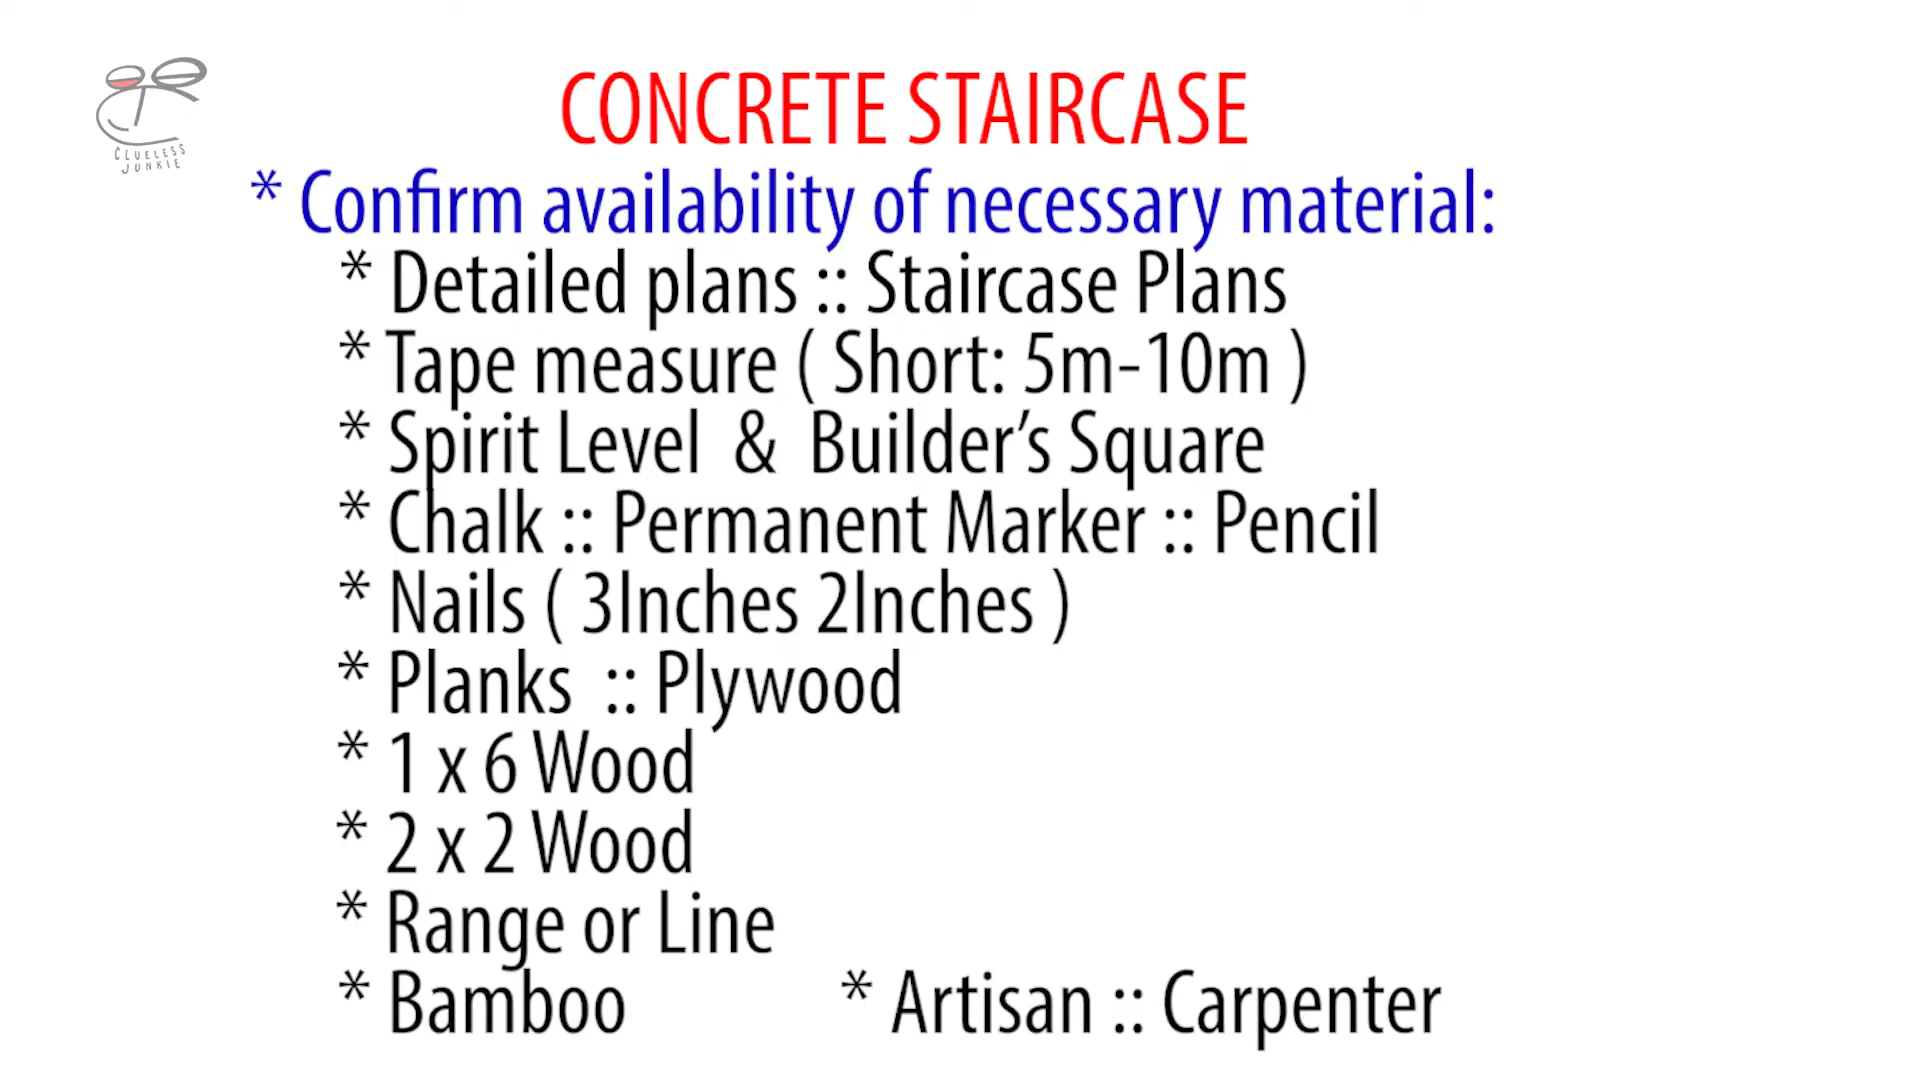 CLUELESS
JUNKIE
CONCRETE STAIRCASE
* Confirm availability of necessary material:
* Detailed plans :: Staircase Plans
* Tape measure ( Short: 5m-10m )
* Spirit Level & Builder’s Square
* Chalk :: Permanent Marker :: Pencil
* Nails ( 3Inches 2Inches )
* Planks :: Plywood
* 1 x 6 Wood
* 2 x 2 Wood
* Range or Line
* Bamboo * Artisan :: Carpenter